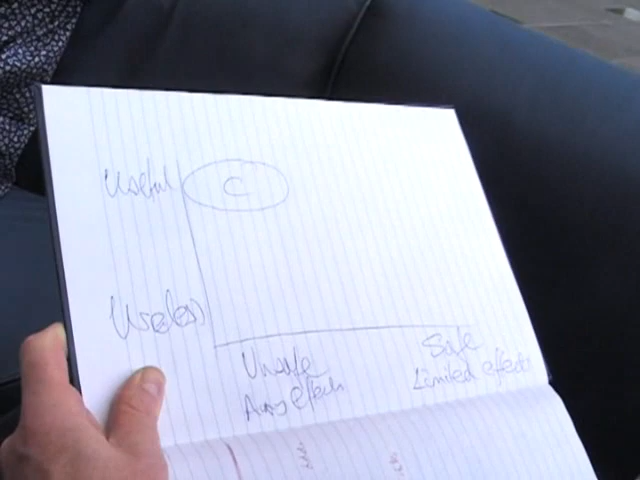 Useful
C
Useless
Unsafe
Any effects
Safe
Limited effects